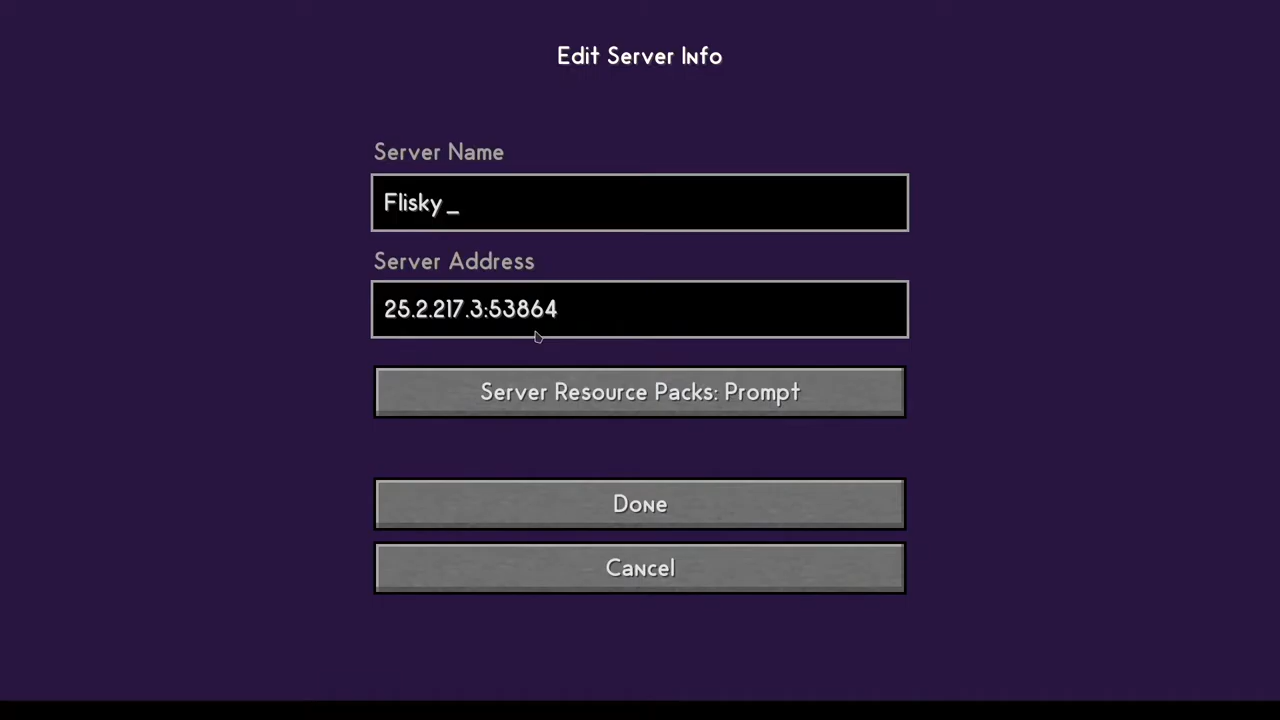 Edit Server Info
Server Name
Flisky _
Server Address
25.2.217.3:53864
Server Resource Packs: Prompt
Done
Cancel